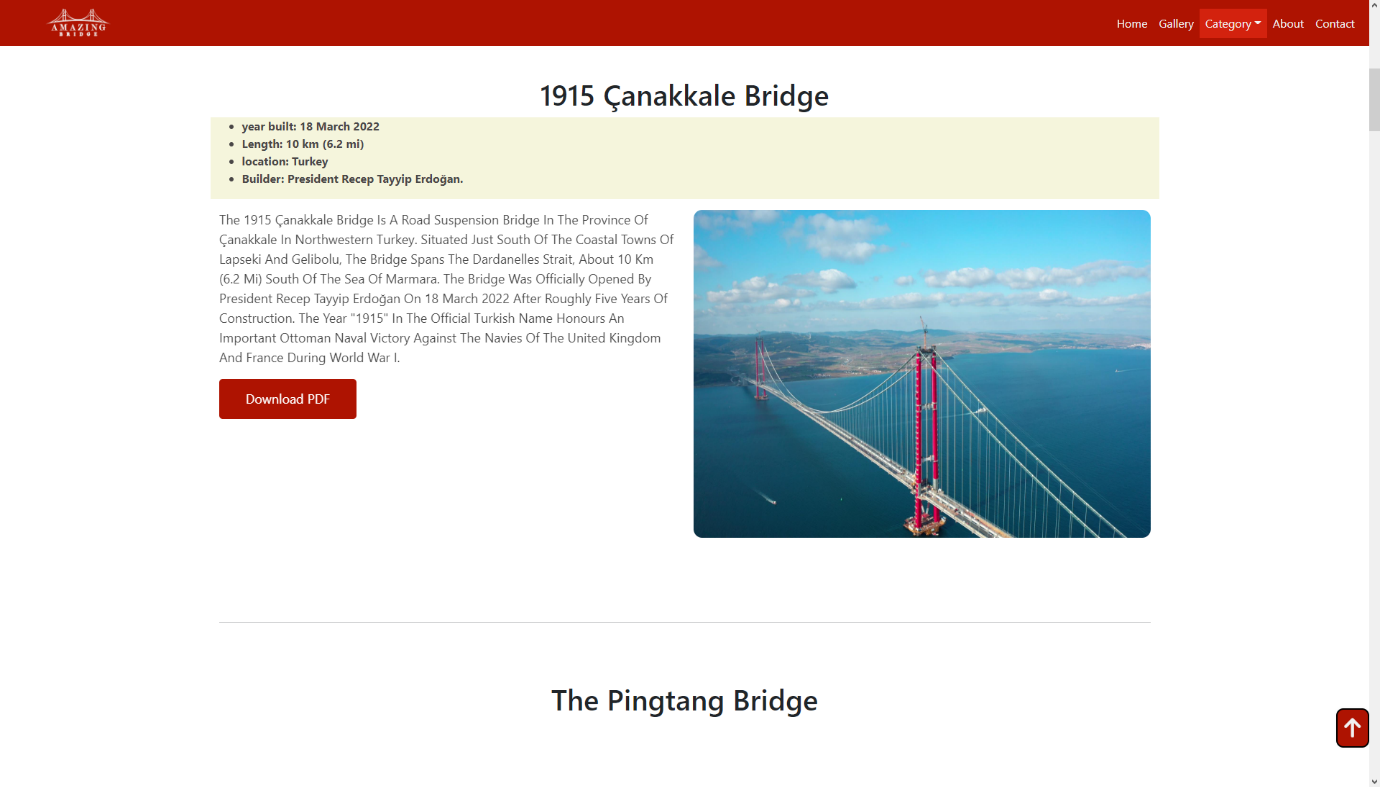 AMAZING
BRIDGE
Home Gallery Category About Contact
1915 Çanakkale Bridge
• year built: 18 March 2022
• Length: 10 km (6.2 mi)
• location: Turkey
• Builder: President Recep Tayyip Erdoğan.
The 1915 Çanakkale Bridge Is A Road Suspension Bridge In The Province Of
Çanakkale In Northwestern Turkey. Situated Just South Of The Coastal Towns Of
Lapseki And Gelibolu, The Bridge Spans The Dardanelles Strait, About 10 Km
(6.2 Mi) South Of The Sea Of Marmara. The Bridge Was Officially Opened By
President Recep Tayyip Erdoğan On 18 March 2022 After Roughly Five Years Of
Construction. The Year "1915" In The Official Turkish Name Honours An
Important Ottoman Naval Victory Against The Navies Of The United Kingdom
And France During World War I.
Download PDF
The Pingtang Bridge